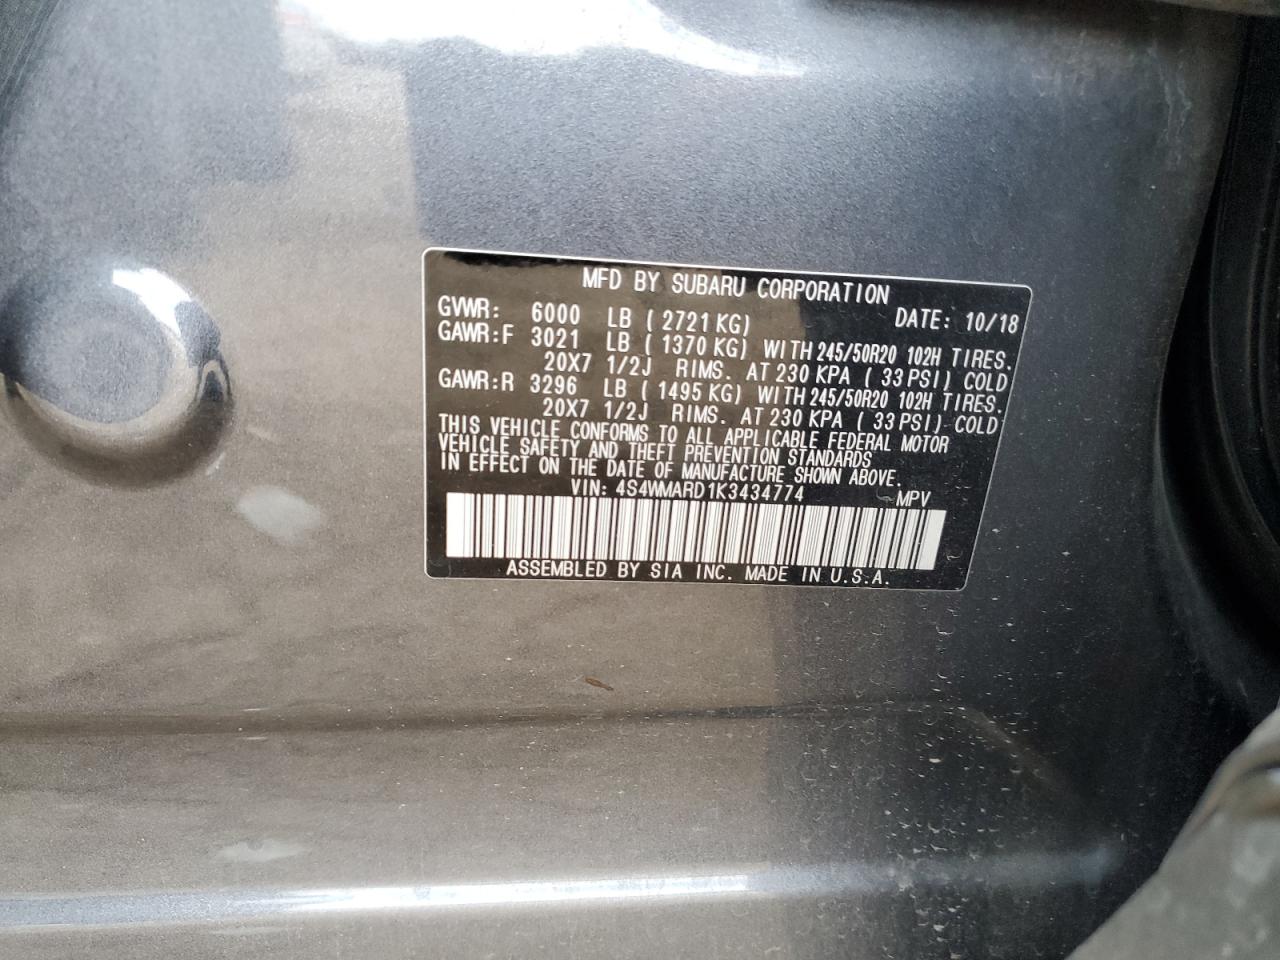 MFD BY SUBARU CORPORATION
GVWR: 6000 LB ( 2721 KG) DATE: 10/18
GAWR:F 3021 LB ( 1370 KG) WITH 245/50R20 102H TIRES.
20X7 1/2J RIMS. AT 230 KPA ( 33 PSI) COLD
GAWR:R 3296 LB ( 1495 KG) WITH 245/50R20 102H TIRES.
20X7 1/2J RIMS. AT 230 KPA ( 33 PSI) COLD
THIS VEHICLE CONFORMS TO ALL APPLICABLE FEDERAL MOTOR
VEHICLE SAFETY AND THEFT PREVENTION STANDARDS
IN EFFECT ON THE DATE OF MANUFACTURE SHOWN ABOVE.
VIN: 4S4WMARD1K3434774 MPV
ASSEMBLED BY SIA INC. MADE IN U.S.A.